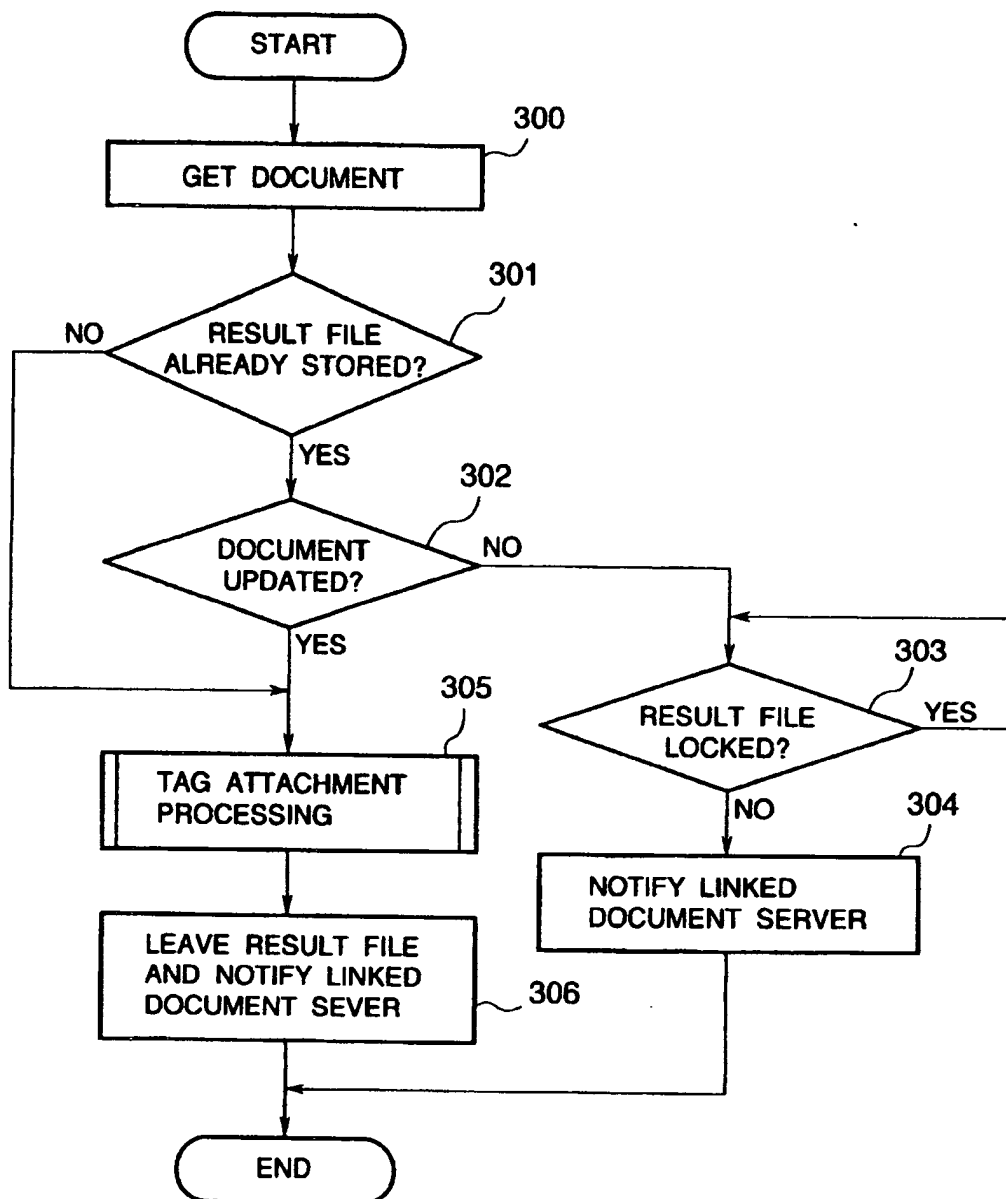 START
300
GET DOCUMENT
301
NO
RESULT FILE
ALREADY STORED?
YES
302
DOCUMENT
UPDATED?
NO
YES
303
RESULT FILE
LOCKED?
YES
NO
305
TAG ATTACHMENT
PROCESSING
304
NOTIFY LINKED
DOCUMENT SERVER
LEAVE RESULT FILE
AND NOTIFY LINKED
DOCUMENT SEVER
306
END